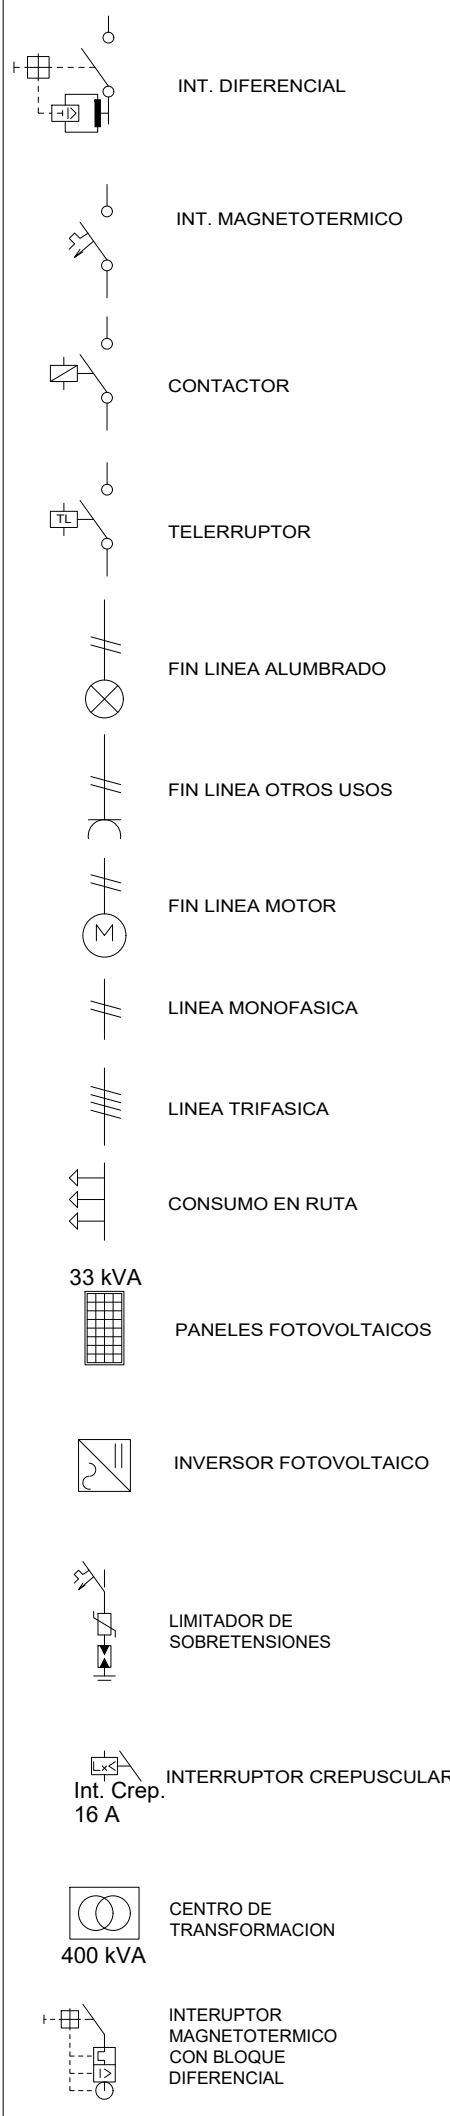 INT. DIFERENCIAL
I>
INT. MAGNETOTERMICO
CONTACTOR
TL
TELERRUPTOR
FIN LINEA ALUMBRADO
FIN LINEA OTROS USOS
M
FIN LINEA MOTOR
LINEA MONOFASICA
LINEA TRIFASICA
CONSUMO EN RUTA
33 kVA
PANELES FOTOVOLTAICOS
INVERSOR FOTOVOLTAICO
LIMITADOR DE
SOBRETENSIONES
Lx<
INTERRUPTOR CREPUSCULAR
Int. Crep.
16 A
CENTRO DE
TRANSFORMACION
400 kVA
INTERUPTOR
MAGNETOTERMICO
CON BLOQUE
DIFERENCIAL
I>